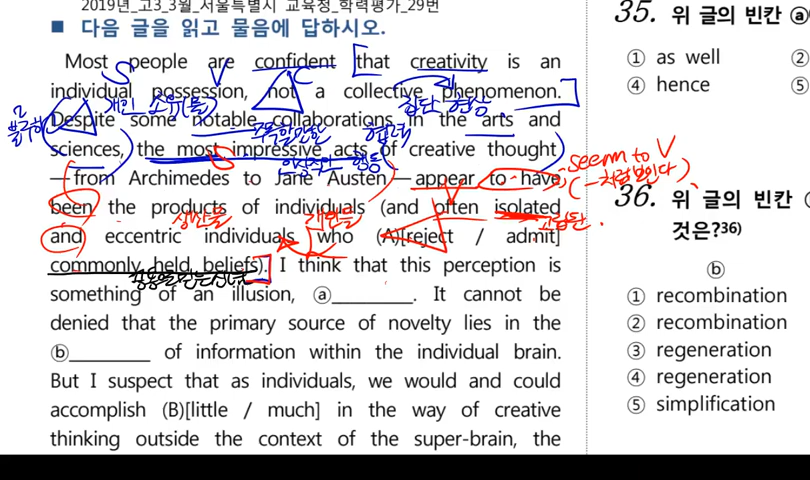 2019년_고3_3월_서울특별시 교육청_학력평가_29번
■ 다음 글을 읽고 물음에 답하시오.
Most people are confident that creativity is an
S V C
individual possession, not a collective phenomenon.
개인 소유(물) 집단 현상
Despite some notable collaborations in the arts and
불구하고 주목할만한 협력
sciences, the most impressive acts of creative thought
S 인상적인 행동
—from Archimedes to Jane Austen—appear to have
seem to V
(~처럼 보인다)
been the products of individuals (and often isolated
생산물 개인들 고립된
and eccentric individuals who (A)[reject / admit]
commonly held beliefs). I think that this perception is
something of an illusion, ⓐ________. It cannot be
denied that the primary source of novelty lies in the
ⓑ________ of information within the individual brain.
But I suspect that as individuals, we would and could
accomplish (B)[little / much] in the way of creative
thinking outside the context of the super-brain, the
35. 위 글의 빈칸 ⓐ
① as well ②
④ hence ⑤
36. 위 글의 빈칸
것은?36)
ⓑ
① recombination
② recombination
③ regeneration
④ regeneration
⑤ simplification